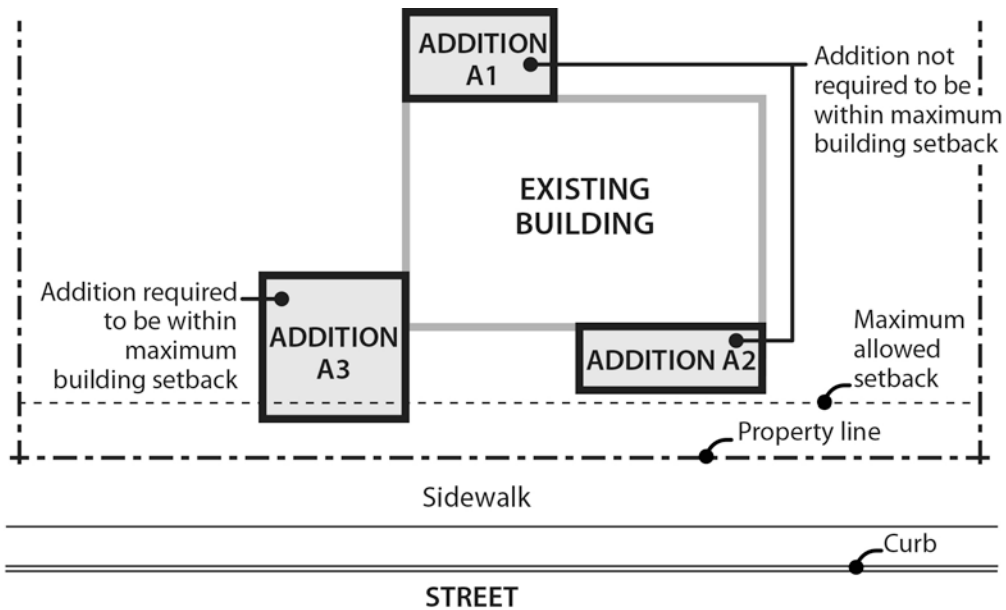 ADDITION
A1
Addition not
required to be
within maximum
building setback
EXISTING
BUILDING
Addition required
to be within
maximum
building setback
ADDITION
A3
ADDITION A2
Maximum
allowed
setback
Property line
Sidewalk
Curb
STREET